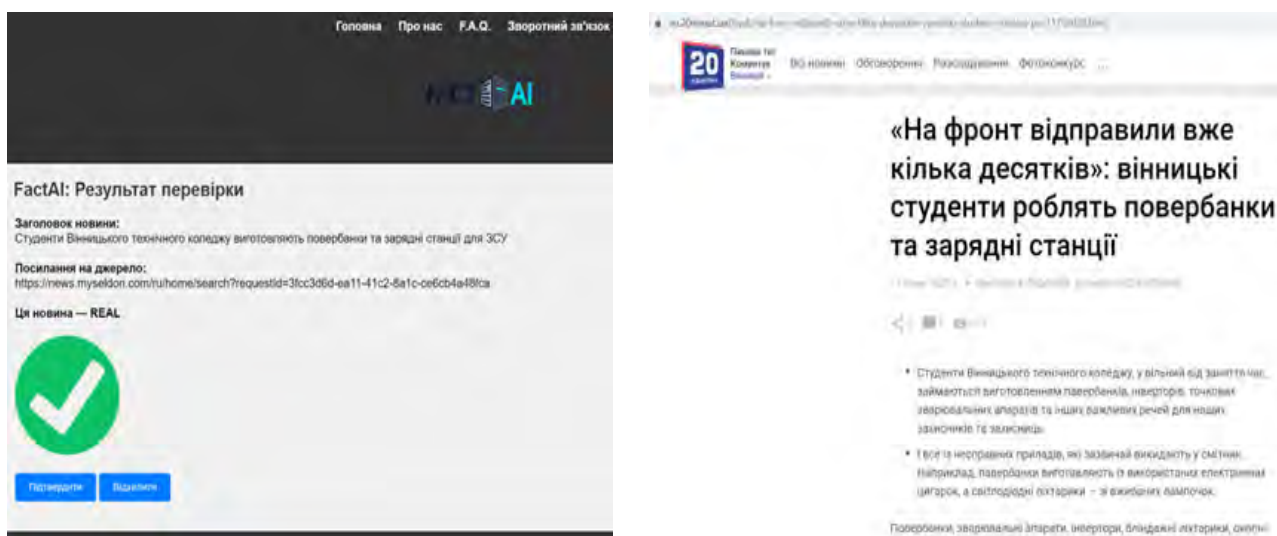 Головна Про нас F.A.Q. Зворотний зв'язок
AI
FactAI: Результат перевірки
Заголовок новини:
Студенти Вінницького технічного коледжу виготовляють повербанки та зарядні станції для ЗСУ
Посилання на джерело:
https://news.myseldon.com/ru/home/search?requestId=3fcc3d6d-ea11-41c2-8a1c-ce6cb4a48fca
Ця новина — REAL
Підтвердити Відхилити
20
Всі новини Обговорення Розслідування Фотоконкурс ...
«На фронт відправили вже
кілька десятків»: вінницькі
студенти роблять повербанки
та зарядні станції
• Студенти Вінницького технічного коледжу, у вільний від заняття час,
займаються виготовленням павербанків, інверторів, точкових
зварювальних апаратів та інших важливих речей для наших
захисників та захисниць.
• І все із несправних приладів, які зазвичай викидають у смітник.
Наприклад, павербанки виготовляють із використаних електронних
цигарок, а світлодіодні ліхтарики – зі вживаних лампочок.
Повербанки, зварювальні апарати, інвертори, бліндажні ліхтарики, окопні